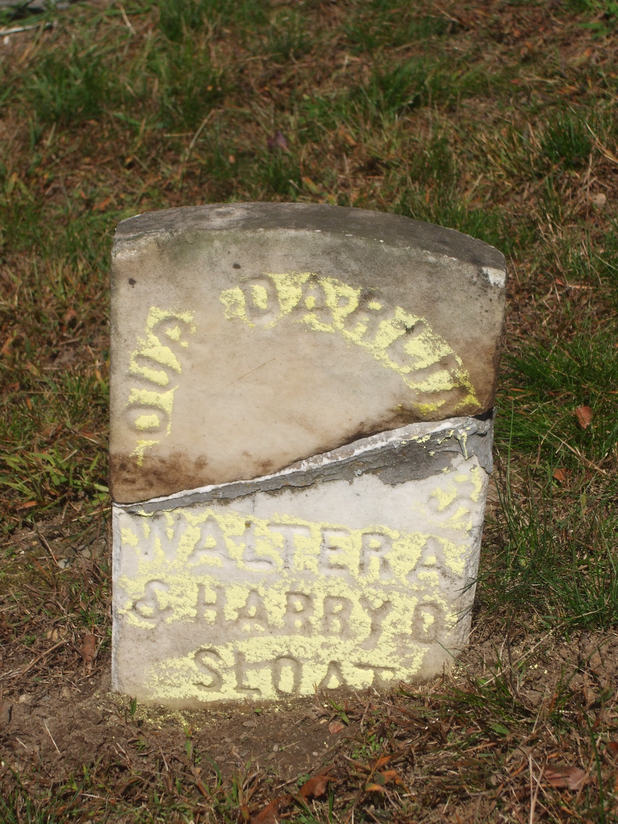 OUR DARLINGS
WALTER A
& HARRY O
SLOAT